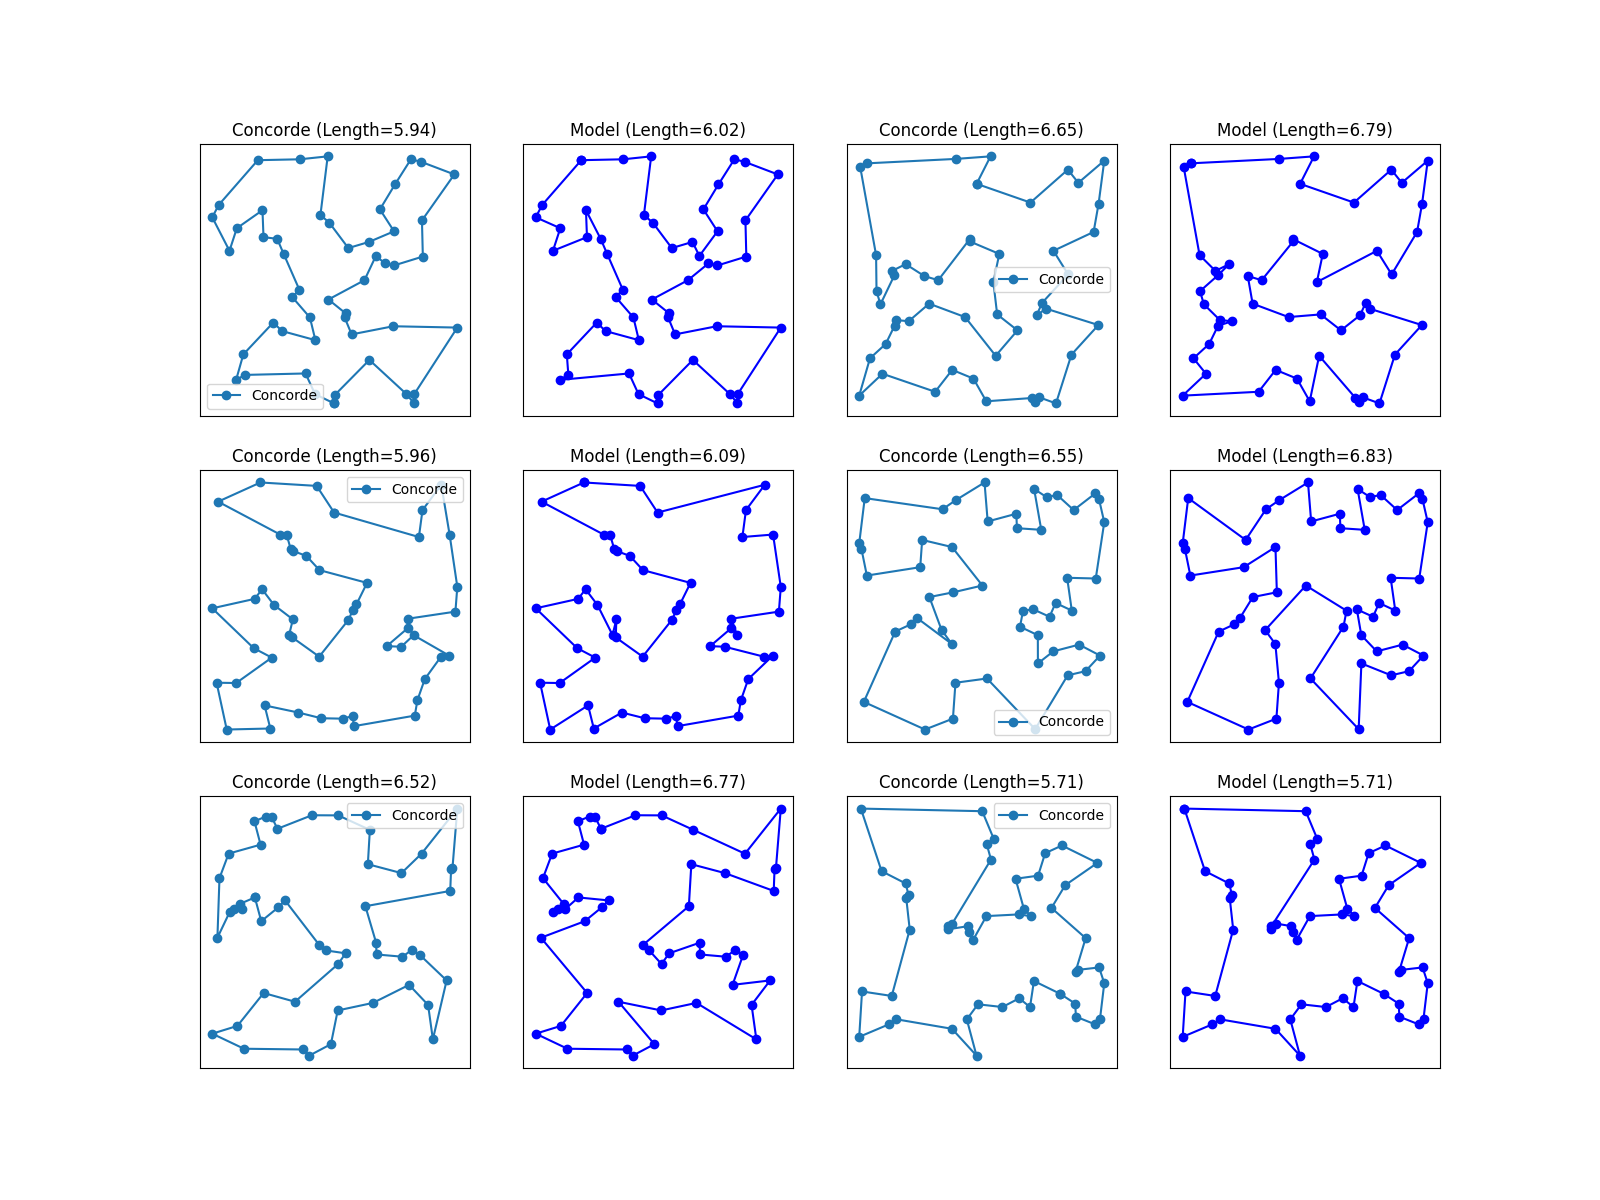 Concorde (Length=5.94)
Model (Length=6.02)
Concorde (Length=6.65)
Model (Length=6.79)
Concorde
Concorde
Concorde (Length=5.96)
Model (Length=6.09)
Concorde (Length=6.55)
Model (Length=6.83)
Concorde
Concorde
Concorde (Length=6.52)
Model (Length=6.77)
Concorde (Length=5.71)
Model (Length=5.71)
Concorde
Concorde